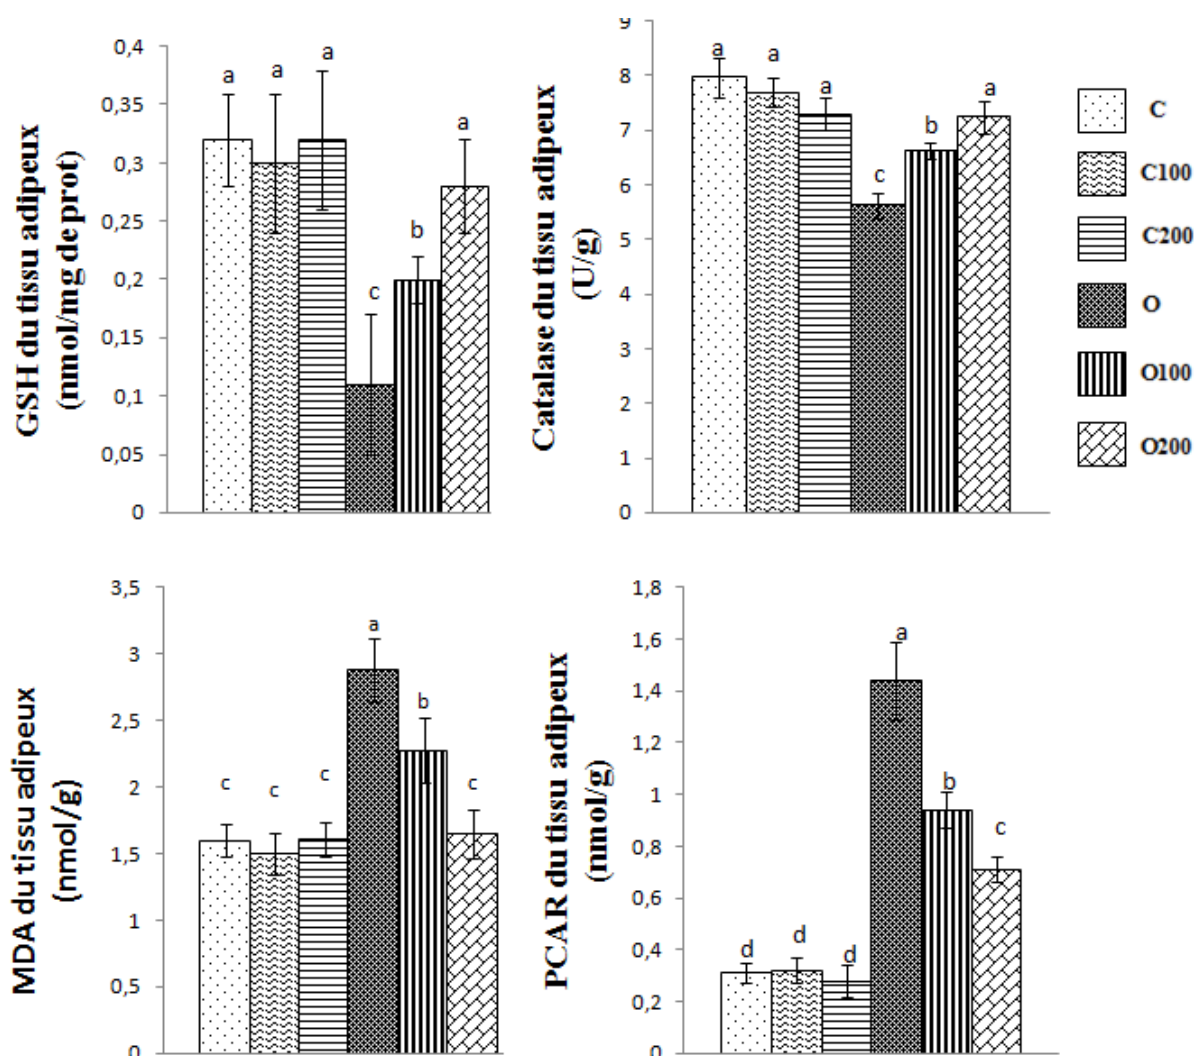 GSH du tissu adipeux
(nmol/mg de prot)
0,4
0,35
0,3
0,25
0,2
0,15
0,1
0,05
0
a
a
a
c
b
a
Catalase du tissu adipeux
(U/g)
9
8
7
6
5
4
3
2
1
0
a
a
a
c
b
a
C
C100
C200
O
O100
O200
MDA du tissu adipeux
(nmol/g)
3,5
3
2,5
2
1,5
1
0,5
0
c
c
c
a
b
c
PCAR du tissu adipeux
(nmol/g)
1,8
1,6
1,4
1,2
1
0,8
0,6
0,4
0,2
0
d
d
d
a
b
c